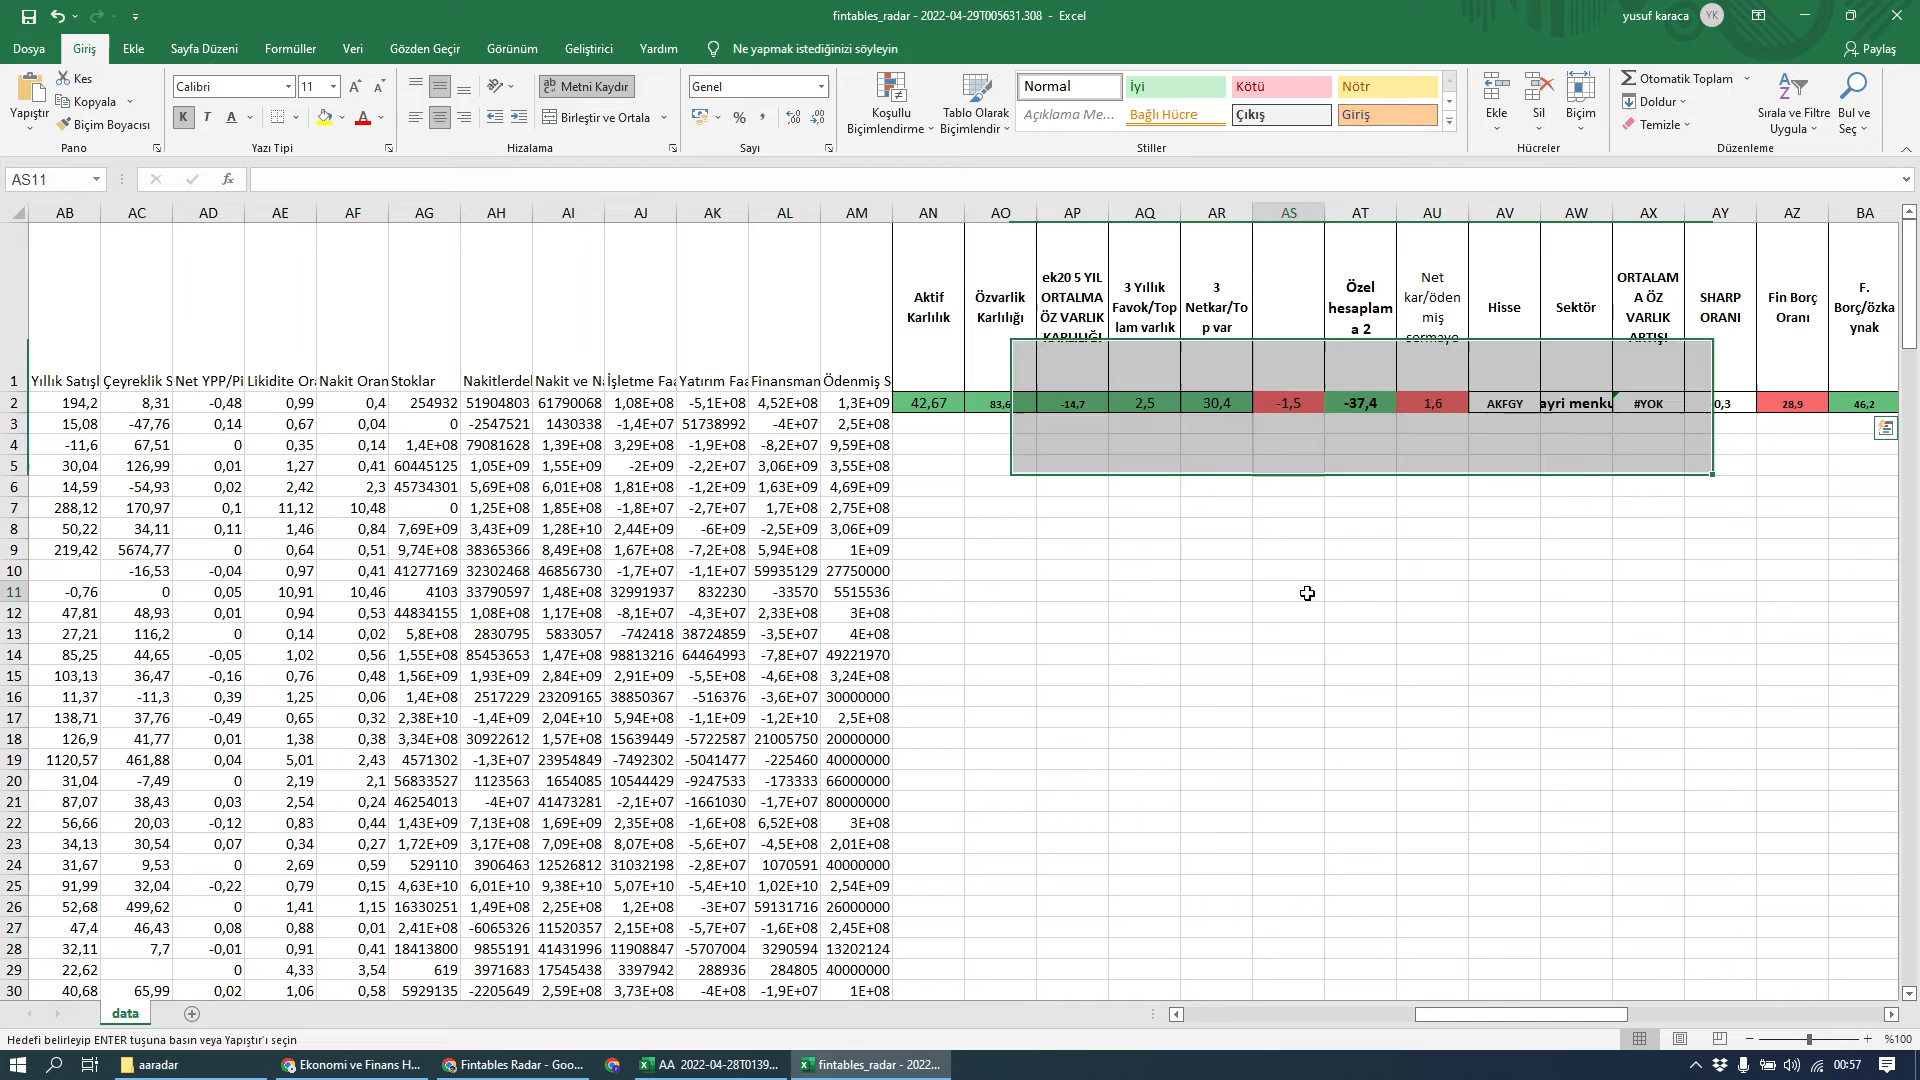 fintables_radar - 2022-04-29T005631.308 - Excel
yusuf karaca YK
Dosya Giriş Ekle Sayfa Düzeni Formüller Veri Gözden Geçir Görünüm Geliştirici Yardım Ne yapmak istediğinizi söyleyin Paylaş
Yapıştır
Kes
Kopyala
Biçim Boyacısı
Pano
Calibri 11
K T A
Yazı Tipi
Metni Kaydır
Birleştir ve Ortala
Hizalama
Genel
Sayı
Koşullu Biçimlendirme
Tablo Olarak Biçimlendir
Normal İyi Kötü Nötr
Açıklama Me... Bağlı Hücre Çıkış Giriş
Stiller
Ekle Sil Biçim
Hücreler
Otomatik Toplam
Doldur
Temizle
Sırala ve Filtre Uygula
Bul ve Seç
Düzenleme
AS11 fx
AB AC AD AE AF AG AH AI AJ AK AL AM AN AO AP AQ AR AS AT AU AV AW AX AY AZ BA
1 Yıllık Satışl Çeyreklik S Net YPP/Pi Likidite Or Nakit Oran Stoklar Nakitlerdel Nakit ve Na İşletme Faa Yatırım Faa Finansman Ödenmiş S
Aktif Karlılık
Özvarlik Karlılığı
ek20 5 YIL ORTALMA ÖZ VARLIK KARLILIĞI
3 Yıllık Favok/Top lam varlık
3 Netkar/To p var
Özel hesaplam a 2
Net kar/öden miş sermaye
Hisse
Sektör
ORTALAM A ÖZ VARLIK ARTIŞI
SHARP ORANI
Fin Borç Oranı
F. Borç/özka ynak
2 194,2 8,31 -0,48 0,99 0,4 254932 51904803 61790068 1,08E+08 -5,1E+08 4,52E+08 1,3E+09 42,67 83,6 -14,7 2,5 30,4 -1,5 -37,4 1,6 AKFGY ayri menku #YOK 0,3 28,9 46,2
3 15,08 -47,76 0,14 0,67 0,04 0 -2547521 1430338 -1,4E+07 51738992 -4E+07 2,5E+08
4 -11,6 67,51 0 0,35 0,14 1,4E+08 79081628 1,39E+08 3,29E+08 -1,9E+08 -8,2E+07 9,59E+08
5 30,04 126,99 0,01 1,27 0,41 60445125 1,05E+09 1,55E+09 -2E+09 -2,2E+07 3,06E+09 3,55E+08
6 14,59 -54,93 0,02 2,42 2,3 45734301 5,69E+08 6,01E+08 1,81E+08 -1,2E+09 1,63E+09 4,69E+09
7 288,12 170,97 0,1 11,12 10,48 0 1,25E+08 1,85E+08 -1,8E+07 -2,7E+07 1,7E+08 2,75E+08
8 50,22 34,11 0,11 1,46 0,84 7,69E+09 3,43E+09 1,28E+10 2,44E+09 -6E+09 -2,5E+09 3,06E+09
9 219,42 5674,77 0 0,64 0,51 9,74E+08 38365366 8,49E+08 1,67E+08 -7,2E+08 5,94E+08 1E+09
10 -16,53 -0,04 0,97 0,41 41277169 32302468 46856730 -1,7E+07 -1,1E+07 59935129 27750000
11 -0,76 0 0,05 10,91 10,46 4103 33790597 1,48E+08 32991937 832230 -33570 5515536
12 47,81 48,93 0,01 0,94 0,53 44834155 1,08E+08 1,17E+08 -8,1E+07 -4,3E+07 2,33E+08 3E+08
13 27,21 116,2 0 0,14 0,02 5,8E+08 2830795 5833057 -742418 38724859 -3,5E+07 4E+08
14 85,25 44,65 -0,05 1,02 0,56 1,55E+08 85453653 1,47E+08 98813216 64464993 -7,8E+07 49221970
15 103,13 36,47 -0,16 0,76 0,48 1,56E+09 1,93E+09 2,84E+09 2,91E+09 -5,5E+08 -4,6E+08 3,24E+08
16 11,37 -11,3 0,39 1,25 0,06 1,4E+08 2517229 23209165 38850367 -516376 -3,6E+07 30000000
17 138,71 37,76 -0,49 0,65 0,32 2,38E+10 -1,4E+09 2,04E+10 5,94E+08 -1,1E+09 -1,2E+10 2,5E+08
18 126,9 41,77 0,01 1,38 0,38 3,34E+08 30922612 1,57E+08 15639449 -5722587 21005750 20000000
19 1120,57 461,88 0,04 5,01 2,43 4571302 -1,3E+07 23954849 -7492302 -5041477 -225460 40000000
20 31,04 -7,49 0 2,19 2,1 56833527 1123563 1654085 10544429 -9247533 -173333 66000000
21 87,07 38,43 0,03 2,54 0,24 46254013 -4E+07 41473281 -2,1E+07 -1661030 -1,7E+07 80000000
22 56,66 20,03 -0,12 0,83 0,44 1,43E+09 7,13E+08 1,69E+09 2,35E+08 -1,6E+08 6,52E+08 3E+08
23 34,13 30,54 0,07 0,34 0,27 1,72E+09 3,17E+08 7,09E+08 8,07E+08 -5,6E+07 -4,5E+08 2,01E+08
24 31,67 9,53 0 2,69 0,59 529110 3906463 12526812 31032198 -2,8E+07 1070591 40000000
25 91,99 32,04 -0,22 0,79 0,15 4,63E+10 6,01E+10 9,38E+10 5,07E+10 -5,4E+10 1,02E+10 2,54E+09
26 52,68 499,62 0 1,41 1,15 16330251 1,49E+08 2,25E+08 1,2E+08 -3E+07 59131716 26000000
27 47,4 46,43 0,08 0,88 0,01 2,41E+08 -6065326 11520357 2,15E+08 -5,7E+07 -1,6E+08 2,45E+08
28 32,11 7,7 -0,01 0,91 0,41 18413800 9855191 41431996 11908847 -5707004 3290594 13202124
29 22,62 0 4,33 3,54 619 3971683 17545438 3397942 288936 284805 40000000
30 40,68 65,99 0,02 1,06 0,58 5929135 -2205649 2,59E+08 3,73E+08 -4E+08 -1,9E+07 1E+08
data
Hedefi belirleyip ENTER tuşuna basın veya Yapıştır'ı seçin
%100
aaradar Ekonomi ve Finans H... Fintables Radar - Goo... AA 2022-04-28T0139... fintables_radar - 2022... 00:57